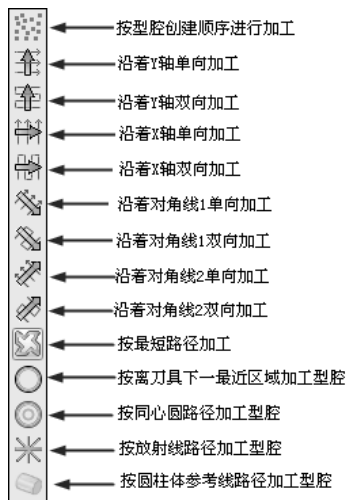 按型腔创建顺序进行加工
沿着Y轴单向加工
沿着Y轴双向加工
沿着X轴单向加工
沿着X轴双向加工
沿着对角线1单向加工
沿着对角线1双向加工
沿着对角线2单向加工
沿着对角线2双向加工
按最短路径加工
按离刀具下一最近区域加工型腔
按同心圆路径加工型腔
按放射线路径加工型腔
按圆柱体参考线路径加工型腔